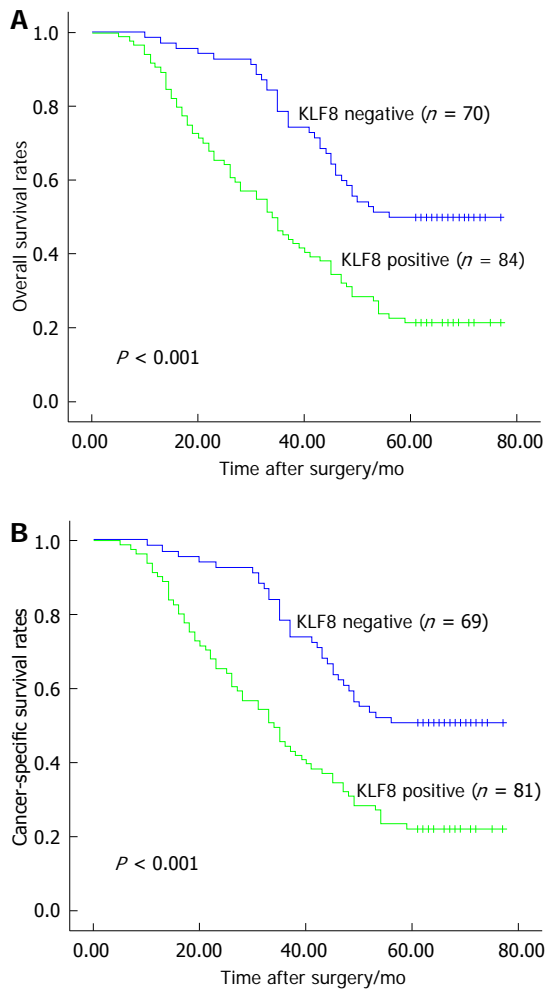 A
Overall survival rates
1.0
0.8
0.6
0.4
0.2
0.0
KLF8 negative (n = 70)
KLF8 positive (n = 84)
P < 0.001
0.00 20.00 40.00 60.00 80.00
Time after surgery/mo
B
Cancer-specific survival rates
1.0
0.8
0.6
0.4
0.2
0.0
KLF8 negative (n = 69)
KLF8 positive (n = 81)
P < 0.001
0.00 20.00 40.00 60.00 80.00
Time after surgery/mo